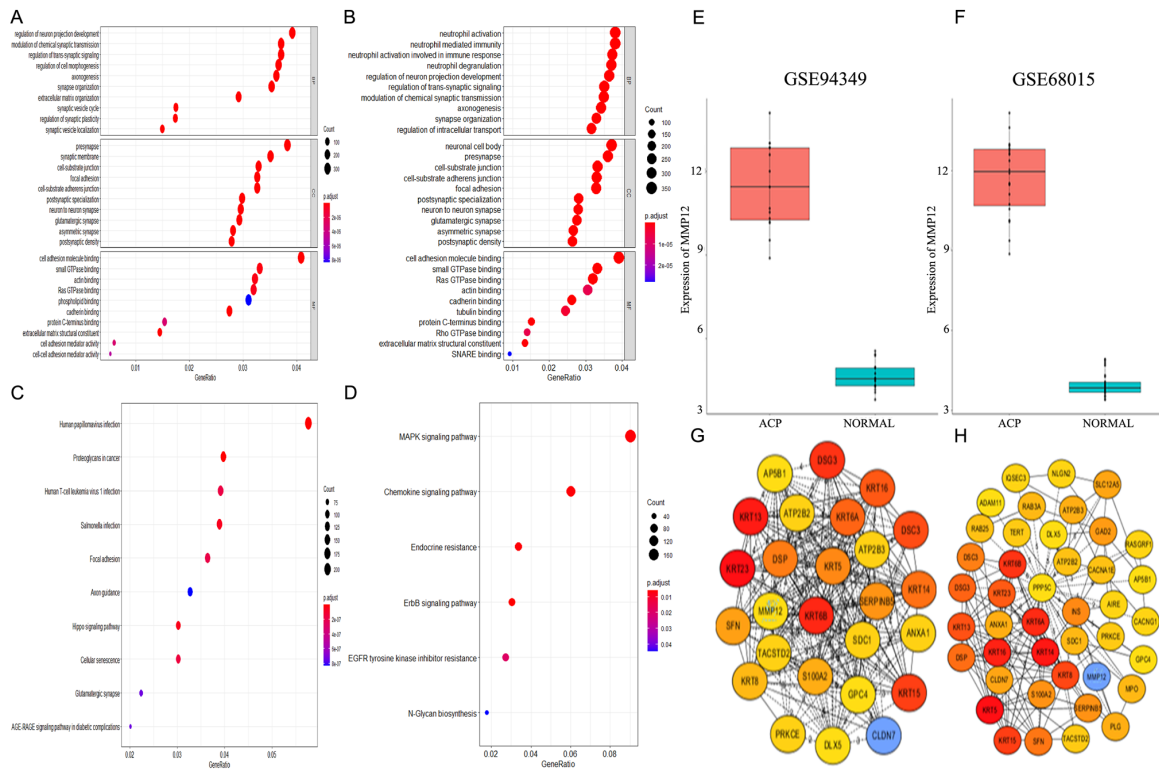 A
regulation of neuron projection development
modulation of chemical synaptic transmission
regulation of trans-synaptic signaling
regulation of cell morphogenesis
axonogenesis
synapse organization
extracellular matrix organization
synaptic vesicle cycle
regulation of synaptic plasticity
synaptic vesicle localization
BP
presynapse
synaptic membrane
cell-substrate junction
focal adhesion
cell-substrate adherens junction
postsynaptic specialization
neuron to neuron synapse
glutamatergic synapse
asymmetric synapse
postsynaptic density
CC
cell adhesion molecule binding
small GTPase binding
actin binding
Ras GTPase binding
phospholipid binding
cadherin binding
protein C-terminus binding
extracellular matrix structural constituent
cell adhesion mediator activity
cell-cell adhesion mediator activity
MF
0.01 0.02 0.03 0.04
GeneRatio
Count
100
200
300
p.adjust
2e-05
4e-05
6e-05
8e-05
B
neutrophil activation
neutrophil mediated immunity
neutrophil activation involved in immune response
neutrophil degranulation
regulation of neuron projection development
regulation of trans-synaptic signaling
modulation of chemical synaptic transmission
axonogenesis
synapse organization
regulation of intracellular transport
BP
neuronal cell body
presynapse
cell-substrate junction
cell-substrate adherens junction
focal adhesion
postsynaptic specialization
neuron to neuron synapse
glutamatergic synapse
asymmetric synapse
postsynaptic density
CC
cell adhesion molecule binding
small GTPase binding
Ras GTPase binding
actin binding
cadherin binding
tubulin binding
protein C-terminus binding
Rho GTPase binding
extracellular matrix structural constituent
SNARE binding
MF
0.01 0.02 0.03 0.04
GeneRatio
Count
100
150
200
250
300
350
p.adjust
1e-05
2e-05
C
Human papillomavirus infection
Proteoglycans in cancer
Human T-cell leukemia virus 1 infection
Salmonella infection
Focal adhesion
Axon guidance
Hippo signaling pathway
Cellular senescence
Glutamatergic synapse
AGE-RAGE signaling pathway in diabetic complications
0.02 0.03 0.04 0.05
GeneRatio
Count
75
100
125
150
175
200
p.adjust
2e-07
4e-07
6e-07
8e-07
D
MAPK signaling pathway
Chemokine signaling pathway
Endocrine resistance
ErbB signaling pathway
EGFR tyrosine kinase inhibitor resistance
N-Glycan biosynthesis
0.02 0.04 0.06 0.08
GeneRatio
Count
40
80
120
160
p.adjust
0.01
0.02
0.03
0.04
E
GSE94349
Expression of MMP12
12
9
6
3
ACP NORMAL
F
GSE68015
Expression of MMP12
12
9
6
3
ACP NORMAL
G
DSG3
AP5B1
KRT16
ATP2B2
KRT6A
KRT13
DSC3
ATP2B3
DSP
KRT5
KRT23
KRT14
SERPINB5
MMP12
KRT6B
SFN
ANXA1
SDC1
TACSTD2
S100A2
KRT8
GPC4
KRT15
PRKCE
DLX5
CLDN7
H
IQSEC3
NLGN2
SLC12A5
ADAM11
RAB3A
ATP2B3
RAB25
TERT
DLX5
GAD2
RASGRF1
DSC3
KRT6B
ATP2B2
CACNA1E
AP5B1
DSG3
KRT23
PPP5C
AIRE
INS
CACNG1
KRT13
ANXA1
KRT6A
PRKCE
SDC1
DSP
KRT16
KRT14
GPC4
KRT8
MMP12
CLDN7
MPO
S100A2
KRT5
SERPINB5
PLG
KRT15
SFN
TACSTD2